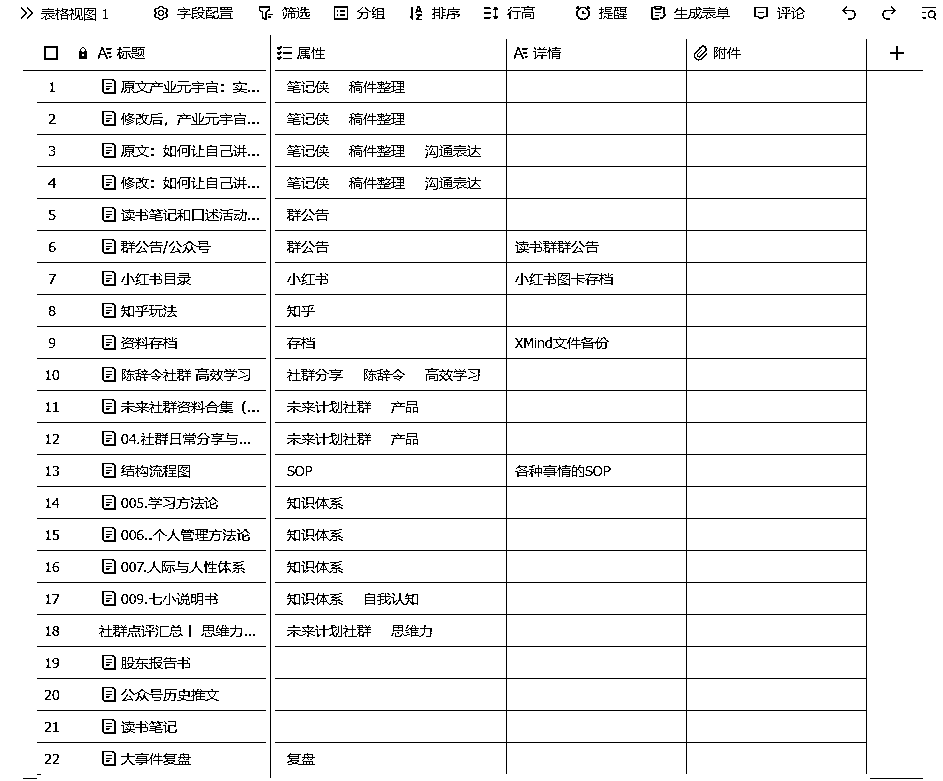 表格视图 1 字段配置 筛选 分组 排序 行高 提醒 生成表单 评论
标题 属性 详情 附件
1 原文产业元宇宙：实... 笔记侠 稿件整理
2 修改后，产业元宇宙... 笔记侠 稿件整理
3 原文：如何让自己讲... 笔记侠 稿件整理 沟通表达
4 修改：如何让自己讲... 笔记侠 稿件整理 沟通表达
5 读书笔记和口述活动... 群公告
6 群公告/公众号 群公告 读书群群公告
7 小红书目录 小红书 小红书图卡存档
8 知乎玩法 知乎
9 资料存档 存档 XMind文件备份
10 陈辞令社群 高效学习 社群分享 陈辞令 高效学习
11 未来社群资料合集（... 未来计划社群 产品
12 04.社群日常分享与... 未来计划社群 产品
13 结构流程图 SOP 各种事情的SOP
14 005.学习方法论 知识体系
15 006..个人管理方法论 知识体系
16 007.人际与人性体系 知识体系
17 009.七小说明书 知识体系 自我认知
18 社群点评汇总丨 思维力... 未来计划社群 思维力
19 股东报告书
20 公众号历史推文
21 读书笔记
22 大事件复盘 复盘